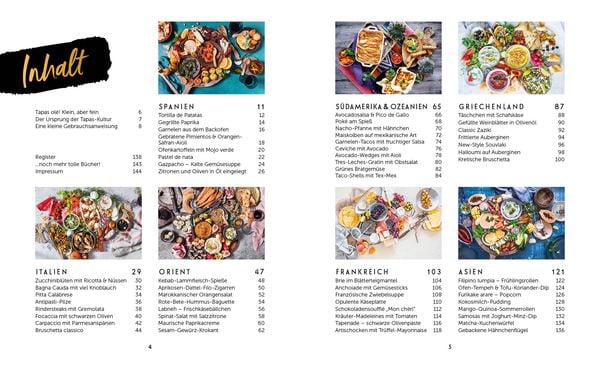 Inhalt
Tapas olé! Klein, aber fein 6
Der Ursprung der Tapas-Kultur 7
Eine kleine Gebrauchsanweisung 8
Register 138
...noch mehr tolle Bücher! 143
Impressum 144
SPANIEN 11
Tortilla de Patatas 12
Gegrillte Paprika 14
Garnelen aus dem Backofen 16
Gebratene Pimientos & Orangen-
Safran-Aioli 18
Ofenkartoffeln mit Mojo verde 20
Pastel de nata 22
Gazpacho – Kalte Gemüsesuppe 24
Zitronen und Oliven in Öl eingelegt 26
ITALIEN 29
Zucchiniblüten mit Ricotta & Nüssen 30
Bagna Cauda mit viel Knoblauch 32
Pitta Calabrese 34
Antipasti-Pilze 36
Rindersteaks mit Gremolata 38
Focaccia mit schwarzen Oliven 40
Carpaccio mit Parmesanspänen 42
Bruschetta classico 44
ORIENT 47
Kebab-Lammfleisch-Spieße 48
Aprikosen-Dattel-Filo-Zigarren 50
Marokkanischer Orangensalat 52
Rote-Bete-Hummus-Baguette 54
Labneh – Frischkäsebällchen 56
Spinat-Salat mit Salzzitrone 58
Maurische Paprikacreme 60
Sesam-Gewürz-Krokant 62
4
SÜDAMERIKA & OZEANIEN 65
Avocadosalsa & Pico de Gallo 66
Poké am Spieß 68
Nacho-Pfanne mit Hähnchen 70
Maiskolben auf mexikanische Art 72
Garnelen-Tacos mit fruchtiger Salsa 74
Ceviche mit Avocado 76
Avocado-Wedges mit Aioli 78
Tres-Leches-Gratin mit Obstsalat 80
Grünes Bratgemüse 82
Taco-Shells mit Tex-Mex 84
GRIECHENLAND 87
Täschchen mit Schafskäse 88
Gefüllte Weinblätter in Olivenöl 90
Classic Zaziki 92
Frittierte Auberginen 94
New-Style Souvlaki 96
Halloumi auf Auberginen 98
Kretische Bruschetta 100
FRANKREICH 103
Brie im Blätterteigmantel 104
Anchoiade mit Gemüsesticks 106
Französische Zwiebelsuppe 108
Opulente Käseplatte 110
Schokoladensoufflé „Mon chéri" 112
Kräuter-Madeleines mit Tomaten 114
Tapenade – schwarze Olivenpaste 116
Artischocken mit Trüffel-Mayonnaise 118
ASIEN 121
Filipino lumpia – Frühlingsrollen 122
Ofen-Tempeh & Tofu-Koriander-Dip 124
Furikake arare – Popcorn 126
Kokosmilch-Pudding 128
Mango-Quinoa-Sommerrollen 130
Samosas mit Joghurt-Minz-Dip 132
Matcha-Kuchenwürfel 134
Gebackene Hähnchenflügel 136
5